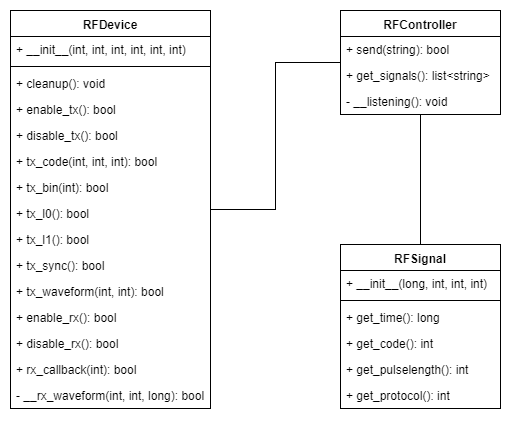 RFDevice
+ __init__(int, int, int, int, int, int)
+ cleanup(): void
+ enable_tx(): bool
+ disable_tx(): bool
+ tx_code(int, int, int): bool
+ tx_bin(int): bool
+ tx_l0(): bool
+ tx_l1(): bool
+ tx_sync(): bool
+ tx_waveform(int, int): bool
+ enable_rx(): bool
+ disable_rx(): bool
+ rx_callback(int): bool
- __rx_waveform(int, int, long): bool
RFController
+ send(string): bool
+ get_signals(): list<string>
- __listening(): void
RFSignal
+ __init__(long, int, int, int)
+ get_time(): long
+ get_code(): int
+ get_pulselength(): int
+ get_protocol(): int